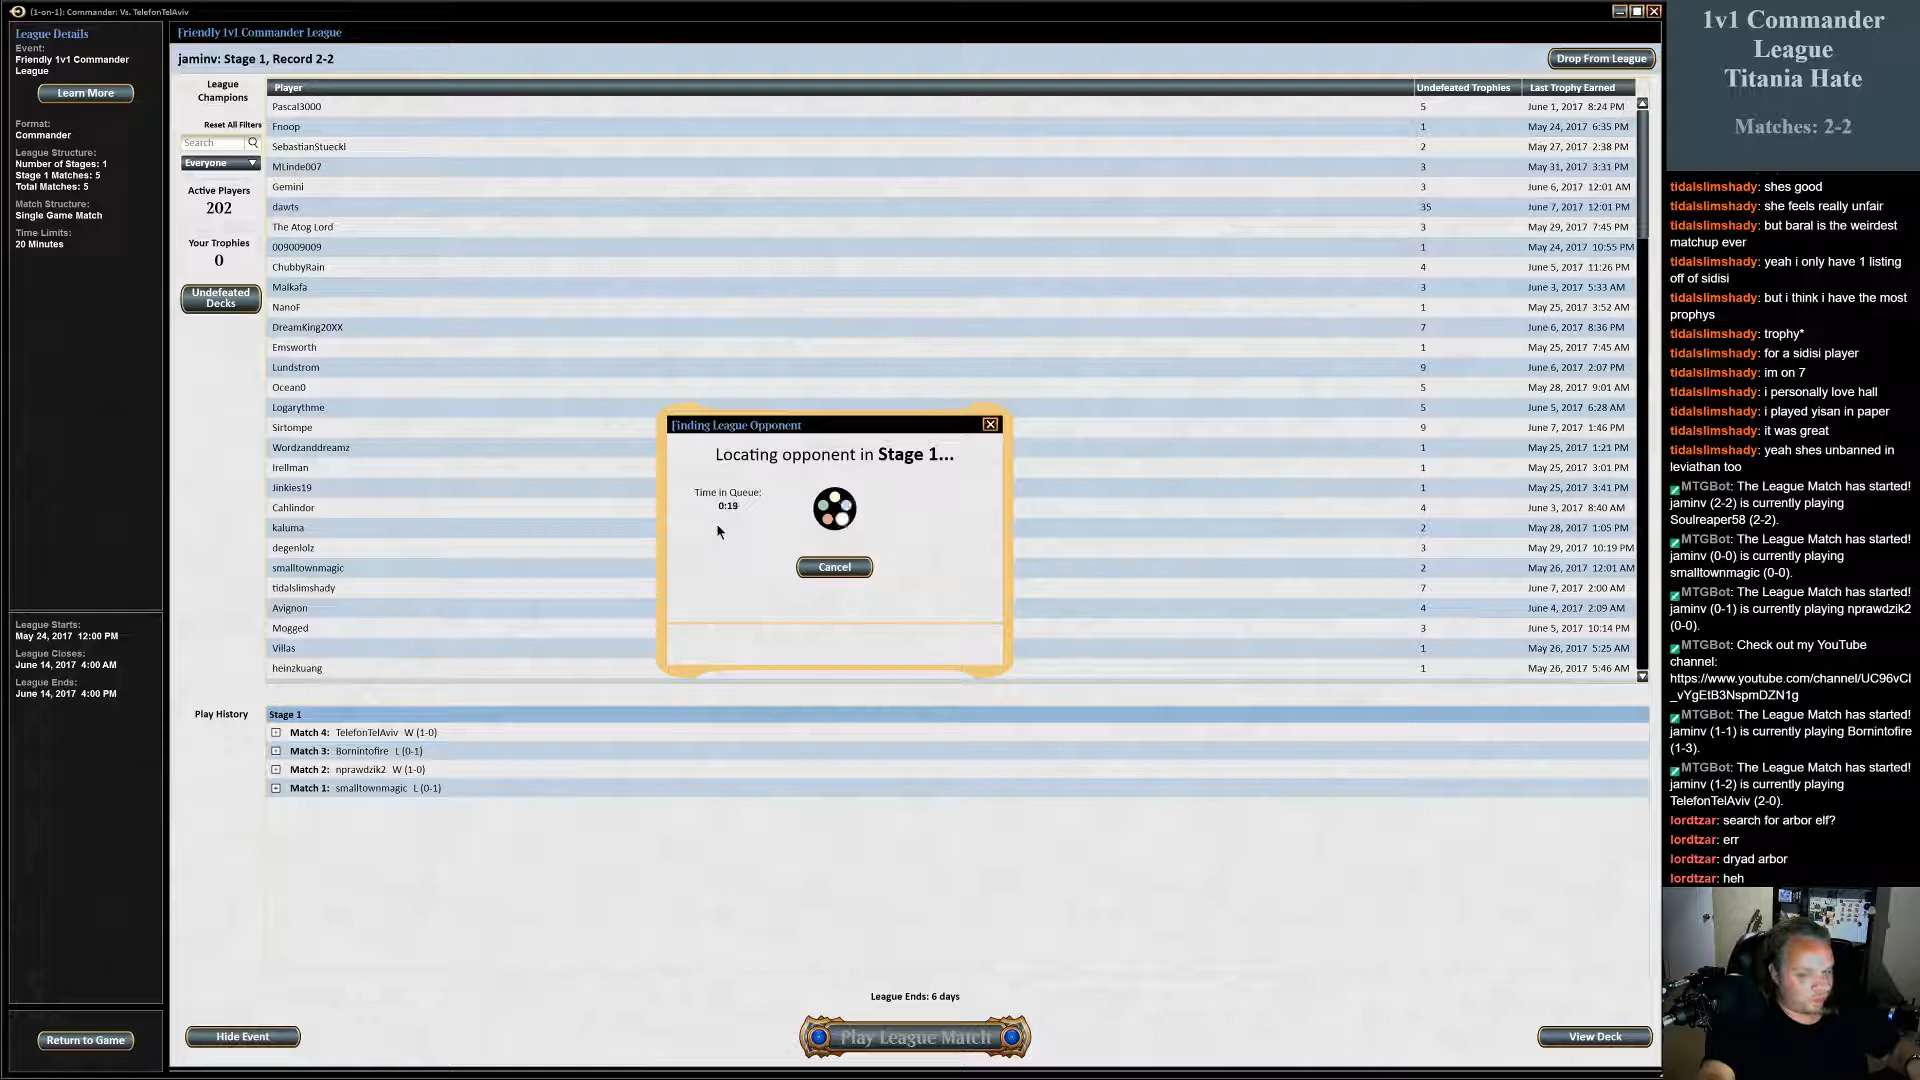 (1-on-1): Commander: Vs. TelefonTelAviv
League Details
Event:
Friendly 1v1 Commander
League
Learn More
Format:
Commander
League Structure:
Number of Stages: 1
Stage 1 Matches: 5
Total Matches: 5
Match Structure:
Single Game Match
Time Limits:
20 Minutes
League Starts:
May 24, 2017 12:00 PM
League Closes:
June 14, 2017 4:00 AM
League Ends:
June 14, 2017 4:00 PM
Return to Game
Friendly 1v1 Commander League
jaminv: Stage 1, Record 2-2
Drop From League
League
Champions
Reset All Filters
Search
Everyone
Active Players
202
Your Trophies
0
Undefeated
Decks
Player Undefeated Trophies Last Trophy Earned
Pascal3000 5 June 1, 2017 8:24 PM
Fnoop 1 May 24, 2017 6:35 PM
SebastianStueckl 2 May 27, 2017 2:38 PM
MLinde007 3 May 31, 2017 3:31 PM
Gemini 3 June 6, 2017 12:01 AM
dawts 35 June 7, 2017 12:01 PM
The Atog Lord 3 May 29, 2017 7:45 PM
009009009 1 May 24, 2017 10:55 PM
ChubbyRain 4 June 5, 2017 11:26 PM
Malkafa 3 June 3, 2017 5:33 AM
NanoF 1 May 25, 2017 3:52 AM
DreamKing20XX 7 June 6, 2017 8:36 PM
Emsworth 1 May 25, 2017 7:45 AM
Lundstrom 9 June 6, 2017 2:07 PM
Ocean0 5 May 28, 2017 9:01 AM
Logarythme 5 June 5, 2017 6:28 AM
Sirtompe 9 June 7, 2017 1:46 PM
Wordzanddreamz 1 May 25, 2017 1:21 PM
Irellman 1 May 25, 2017 3:01 PM
Jinkies19 1 May 25, 2017 3:41 PM
Cahlindor 4 June 3, 2017 8:40 AM
kaluma 2 May 28, 2017 1:05 PM
degenlolz 3 May 29, 2017 10:19 PM
smalltownmagic 2 May 26, 2017 12:01 AM
tidalslimshady 7 June 7, 2017 2:00 AM
Avignon 4 June 4, 2017 2:09 AM
Mogged 3 June 5, 2017 10:14 PM
Villas 1 May 26, 2017 5:25 AM
heinzkuang 1 May 26, 2017 5:46 AM
Finding League Opponent
Locating opponent in Stage 1...
Time in Queue:
0:19
Cancel
Play History
Stage 1
Match 4: TelefonTelAviv W (1-0)
Match 3: Bornintofire L (0-1)
Match 2: nprawdzik2 W (1-0)
Match 1: smalltownmagic L (0-1)
League Ends: 6 days
Hide Event
Play League Match
View Deck
1v1 Commander
League
Titania Hate
Matches: 2-2
tidalslimshady: shes good
tidalslimshady: she feels really unfair
tidalslimshady: but baral is the weirdest
matchup ever
tidalslimshady: yeah i only have 1 listing
off of sidisi
tidalslimshady: but i think i have the most
prophys
tidalslimshady: trophy*
tidalslimshady: for a sidisi player
tidalslimshady: im on 7
tidalslimshady: i personally love hall
tidalslimshady: i played yisan in paper
tidalslimshady: it was great
tidalslimshady: yeah shes unbanned in
leviathan too
MTGBot: The League Match has started!
jaminv (2-2) is currently playing
Soulreaper58 (2-2).
MTGBot: The League Match has started!
jaminv (0-0) is currently playing
smalltownmagic (0-0).
MTGBot: The League Match has started!
jaminv (0-1) is currently playing nprawdzik2
(0-0).
MTGBot: Check out my YouTube
channel:
https://www.youtube.com/channel/UC96vCl
_vYgEtB3NspmDZN1g
MTGBot: The League Match has started!
jaminv (1-1) is currently playing Bornintofire
(1-3).
MTGBot: The League Match has started!
jaminv (1-2) is currently playing
TelefonTelAviv (2-0).
lordtzar: search for arbor elf?
lordtzar: err
lordtzar: dryad arbor
lordtzar: heh